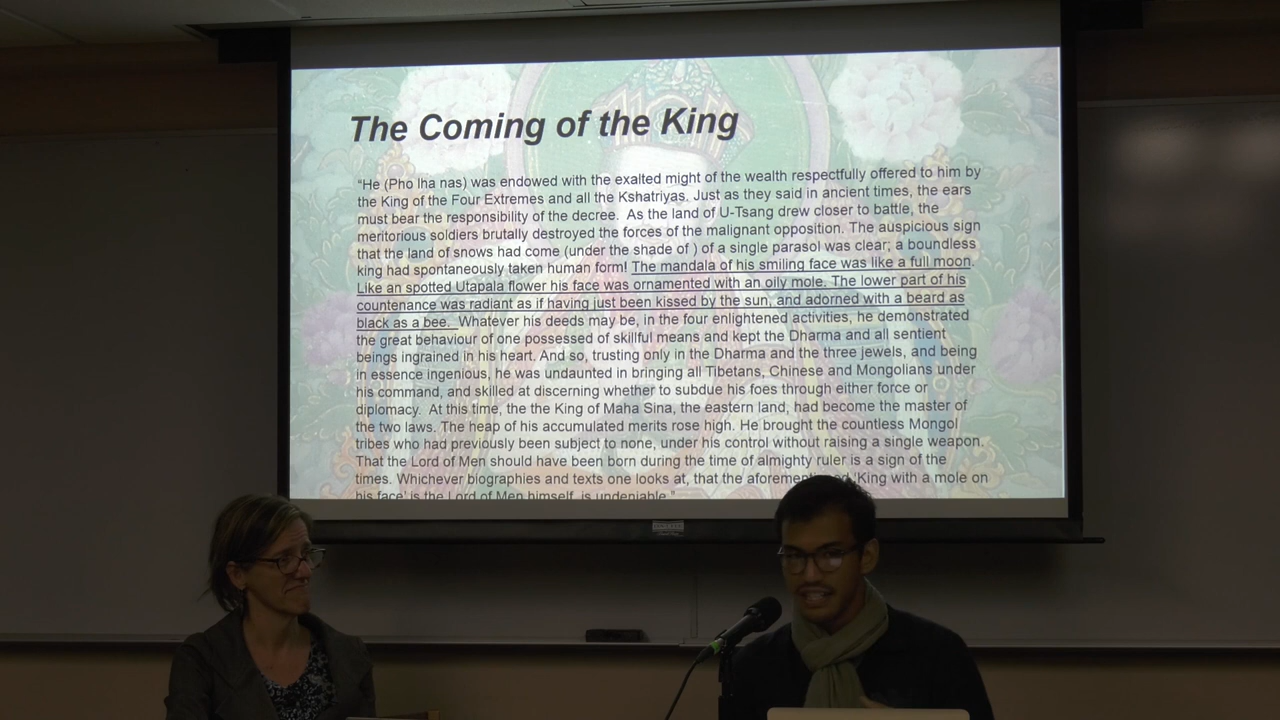 The Coming of the King
“He (Pho lha nas) was endowed with the exalted might of the wealth respectfully offered to him by
the King of the Four Extremes and all the Kshatriyas. Just as they said in ancient times, the ears
must bear the responsibility of the decree.  As the land of U-Tsang drew closer to battle, the
meritorious soldiers brutally destroyed the forces of the malignant opposition. The auspicious sign
that the land of snows had come (under the shade of ) of a single parasol was clear; a boundless
king had spontaneously taken human form! The mandala of his smiling face was like a full moon.
Like an spotted Utapala flower his face was ornamented with an oily mole. The lower part of his
countenance was radiant as if having just been kissed by the sun, and adorned with a beard as
black as a bee.  Whatever his deeds may be, in the four enlightened activities, he demonstrated
the great behaviour of one possessed of skillful means and kept the Dharma and all sentient
beings ingrained in his heart. And so, trusting only in the Dharma and the three jewels, and being
in essence ingenious, he was undaunted in bringing all Tibetans, Chinese and Mongolians under
his command, and skilled at discerning whether to subdue his foes through either force or
diplomacy.  At this time, the the King of Maha Sina, the eastern land, had become the master of
the two laws. The heap of his accumulated merits rose high. He brought the countless Mongol
tribes who had previously been subject to none, under his control without raising a single weapon.
That the Lord of Men should have been born during the time of almighty ruler is a sign of the
times. Whichever biographies and texts one looks at, that the 'King with a mole on
his face' is the Lord of Men himself, is undeniable."